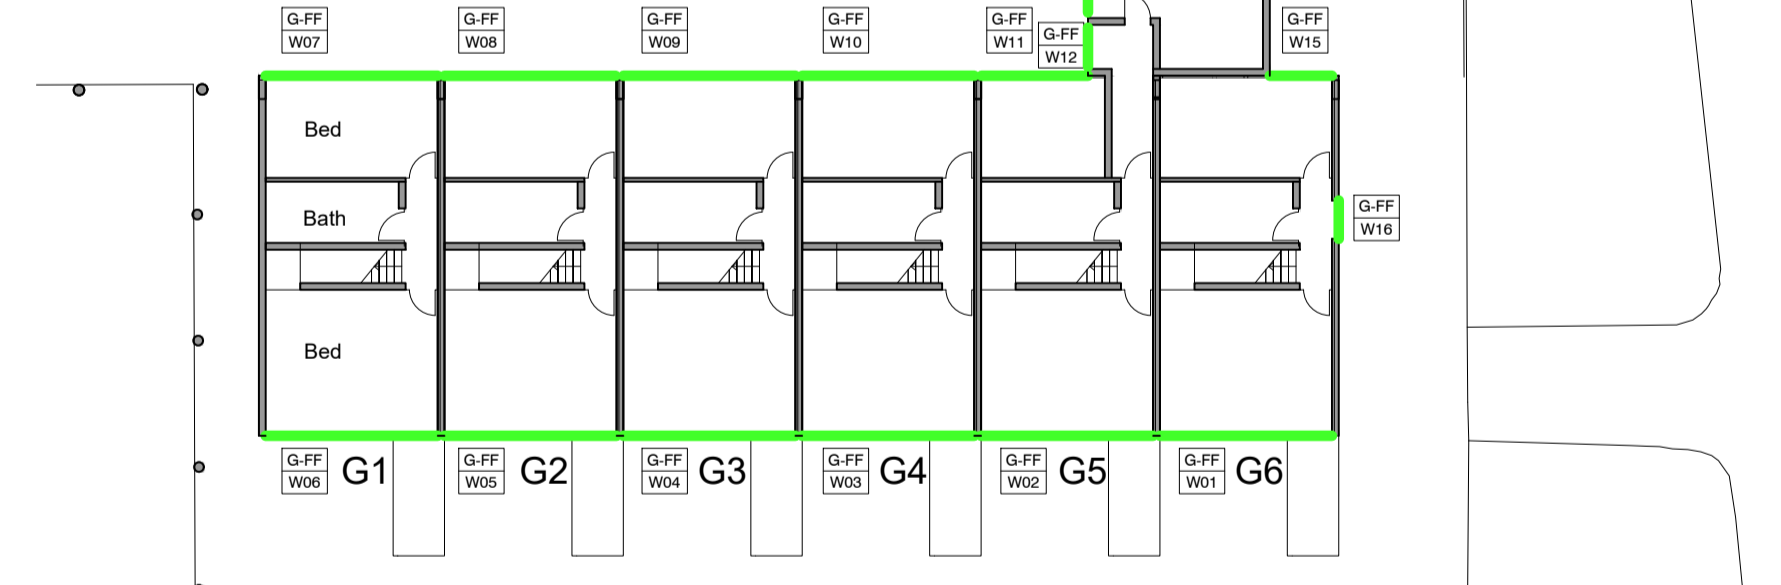 G-FF
W07
G-FF
W08
G-FF
W09
G-FF
W10
G-FF
W11
G-FF
W12
G-FF
W15
Bed
Bath
G-FF
W16
Bed
G-FF
W06
G1
G-FF
W05
G2
G-FF
W04
G3
G-FF
W03
G4
G-FF
W02
G5
G-FF
W01
G6